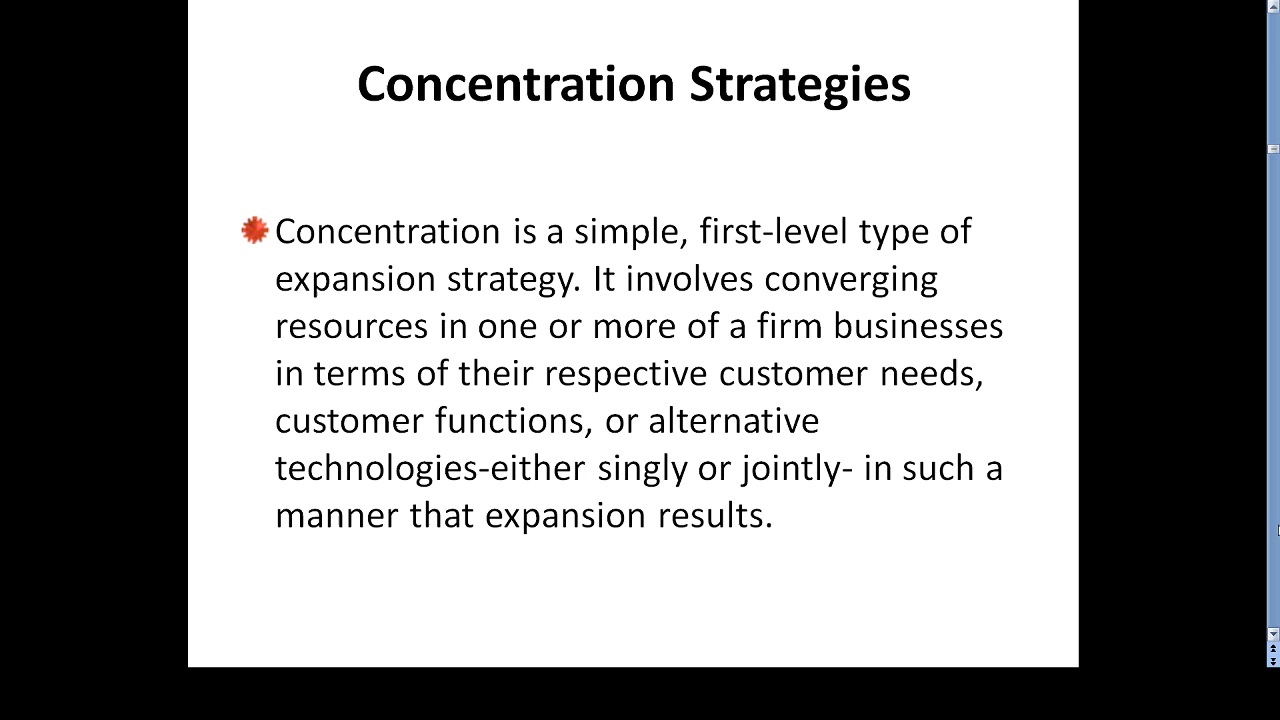 Concentration Strategies
Concentration is a simple, first-level type of
expansion strategy. It involves converging
resources in one or more of a firm businesses
in terms of their respective customer needs,
customer functions, or alternative
technologies-either singly or jointly- in such a
manner that expansion results.